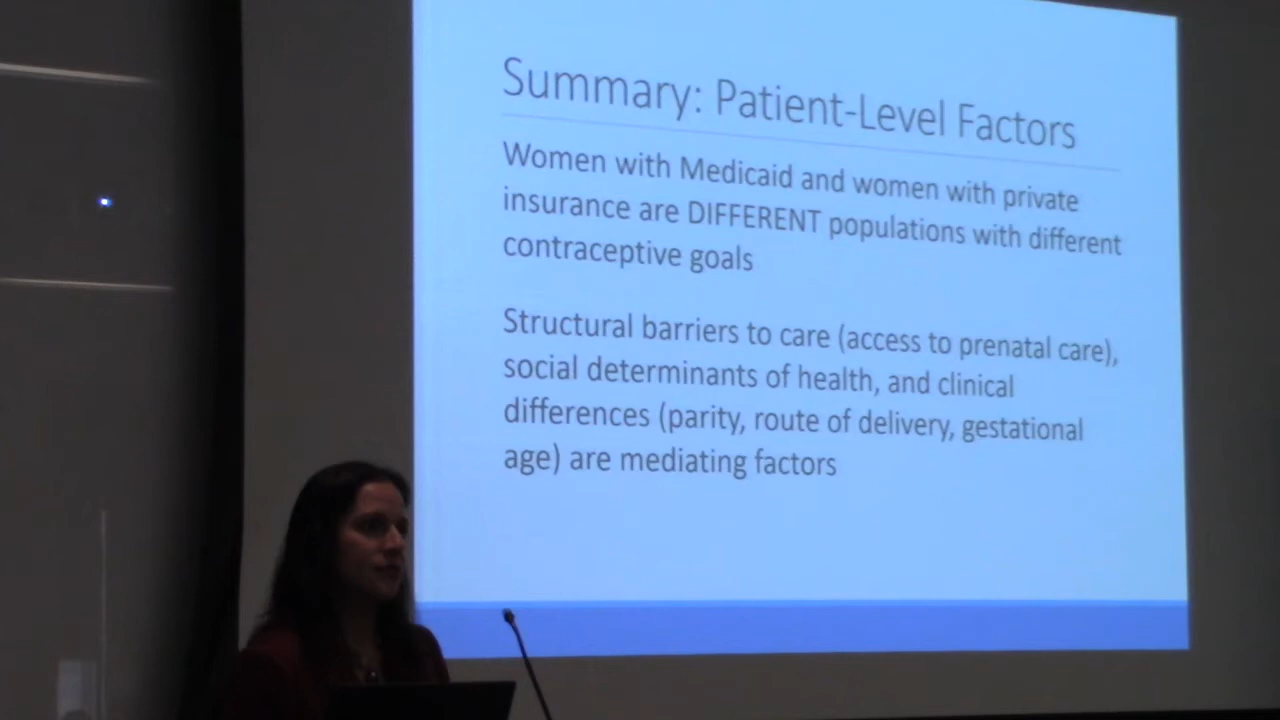 Summary: Patient-Level Factors
Women with Medicaid and women with private
insurance are DIFFERENT populations with different
contraceptive goals
Structural barriers to care (access to prenatal care),
social determinants of health, and clinical
differences (parity, route of delivery, gestational
age) are mediating factors